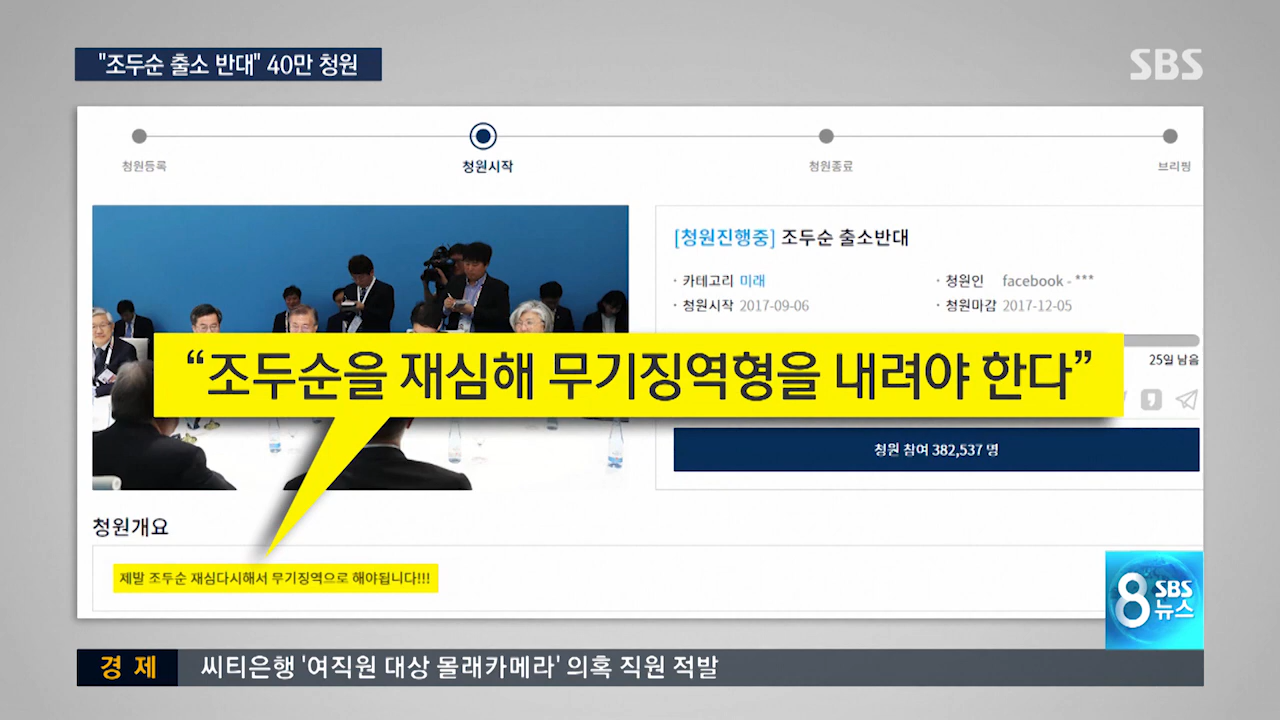 "조두순 출소 반대" 40만 청원
SBS
청원등록
청원시작
청원종료
브리핑
[청원진행중] 조두순 출소반대
· 카테고리 미래
· 청원인 facebook - ***
· 청원시작 2017-09-06
· 청원마감 2017-12-05
25일 남음
“조두순을 재심해 무기징역형을 내려야 한다”
청원 참여 382,537 명
청원개요
제발 조두순 재심다시해서 무기징역으로 해야됩니다!!!
8 SBS
뉴스
경 제
씨티은행 '여직원 대상 몰래카메라' 의혹 직원 적발